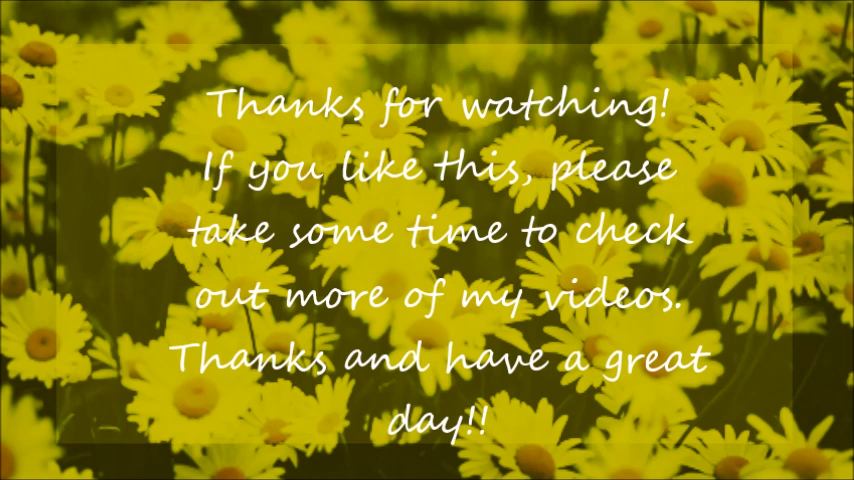 Thanks for watching!
If you like this, please
take some time to check
out more of my videos.
Thanks and have a great
day!!